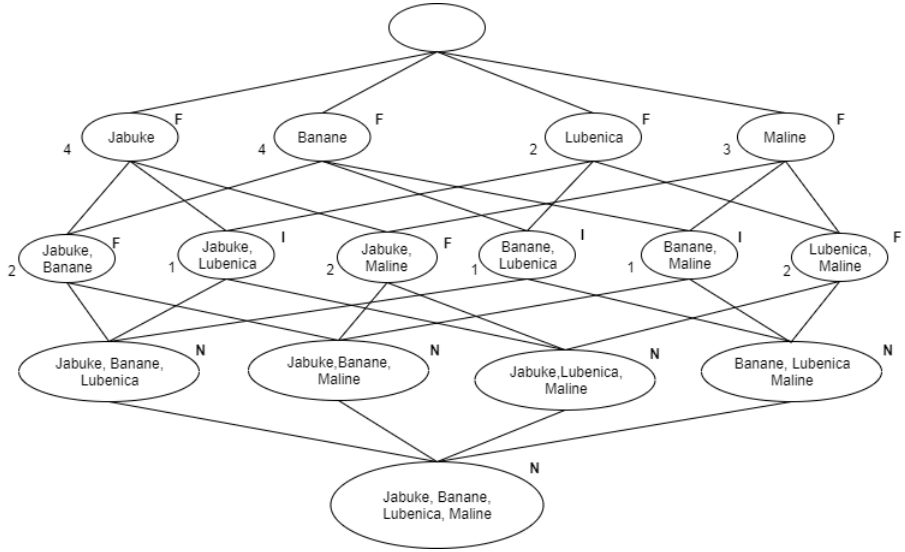 F
F
F
F
Jabuke
Banane
Lubenica
Maline
4
4
2
3
F
I
F
I
I
F
Jabuke,
Banane
Jabuke,
Lubenica
Jabuke,
Maline
Banane,
Lubenica
Banane,
Maline
Lubenica,
Maline
2
1
2
1
1
2
N
N
N
N
Jabuke, Banane,
Lubenica
Jabuke,Banane,
Maline
Jabuke,Lubenica,
Maline
Banane, Lubenica
Maline
N
Jabuke, Banane,
Lubenica, Maline